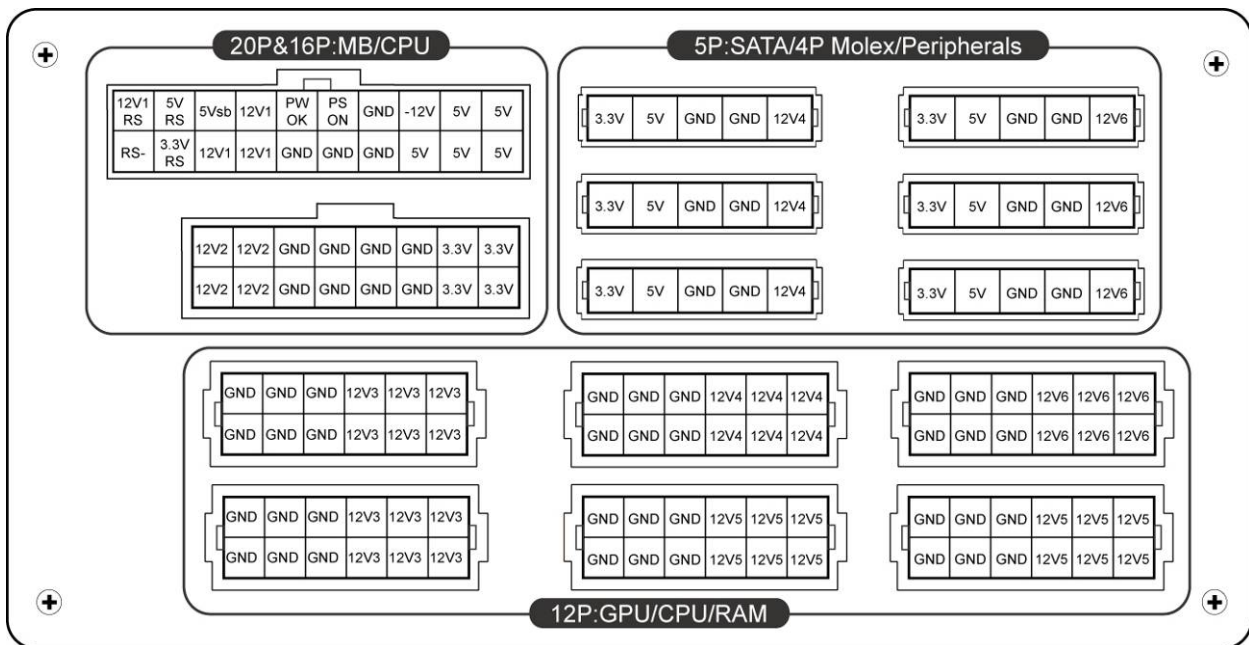 20P&16P:MB/CPU
12V1 RS 5V RS 5Vsb 12V1 PW OK PS ON GND -12V 5V 5V
RS- 3.3V RS 12V1 12V1 GND GND GND 5V 5V 5V
12V2 12V2 GND GND GND GND 3.3V 3.3V
12V2 12V2 GND GND GND GND 3.3V 3.3V
5P:SATA/4P Molex/Peripherals
3.3V 5V GND GND 12V4
3.3V 5V GND GND 12V6
3.3V 5V GND GND 12V4
3.3V 5V GND GND 12V6
3.3V 5V GND GND 12V4
3.3V 5V GND GND 12V6
GND GND GND 12V3 12V3 12V3
GND GND GND 12V3 12V3 12V3
GND GND GND 12V4 12V4 12V4
GND GND GND 12V4 12V4 12V4
GND GND GND 12V6 12V6 12V6
GND GND GND 12V6 12V6 12V6
GND GND GND 12V3 12V3 12V3
GND GND GND 12V3 12V3 12V3
GND GND GND 12V5 12V5 12V5
GND GND GND 12V5 12V5 12V5
GND GND GND 12V5 12V5 12V5
GND GND GND 12V5 12V5 12V5
12P:GPU/CPU/RAM